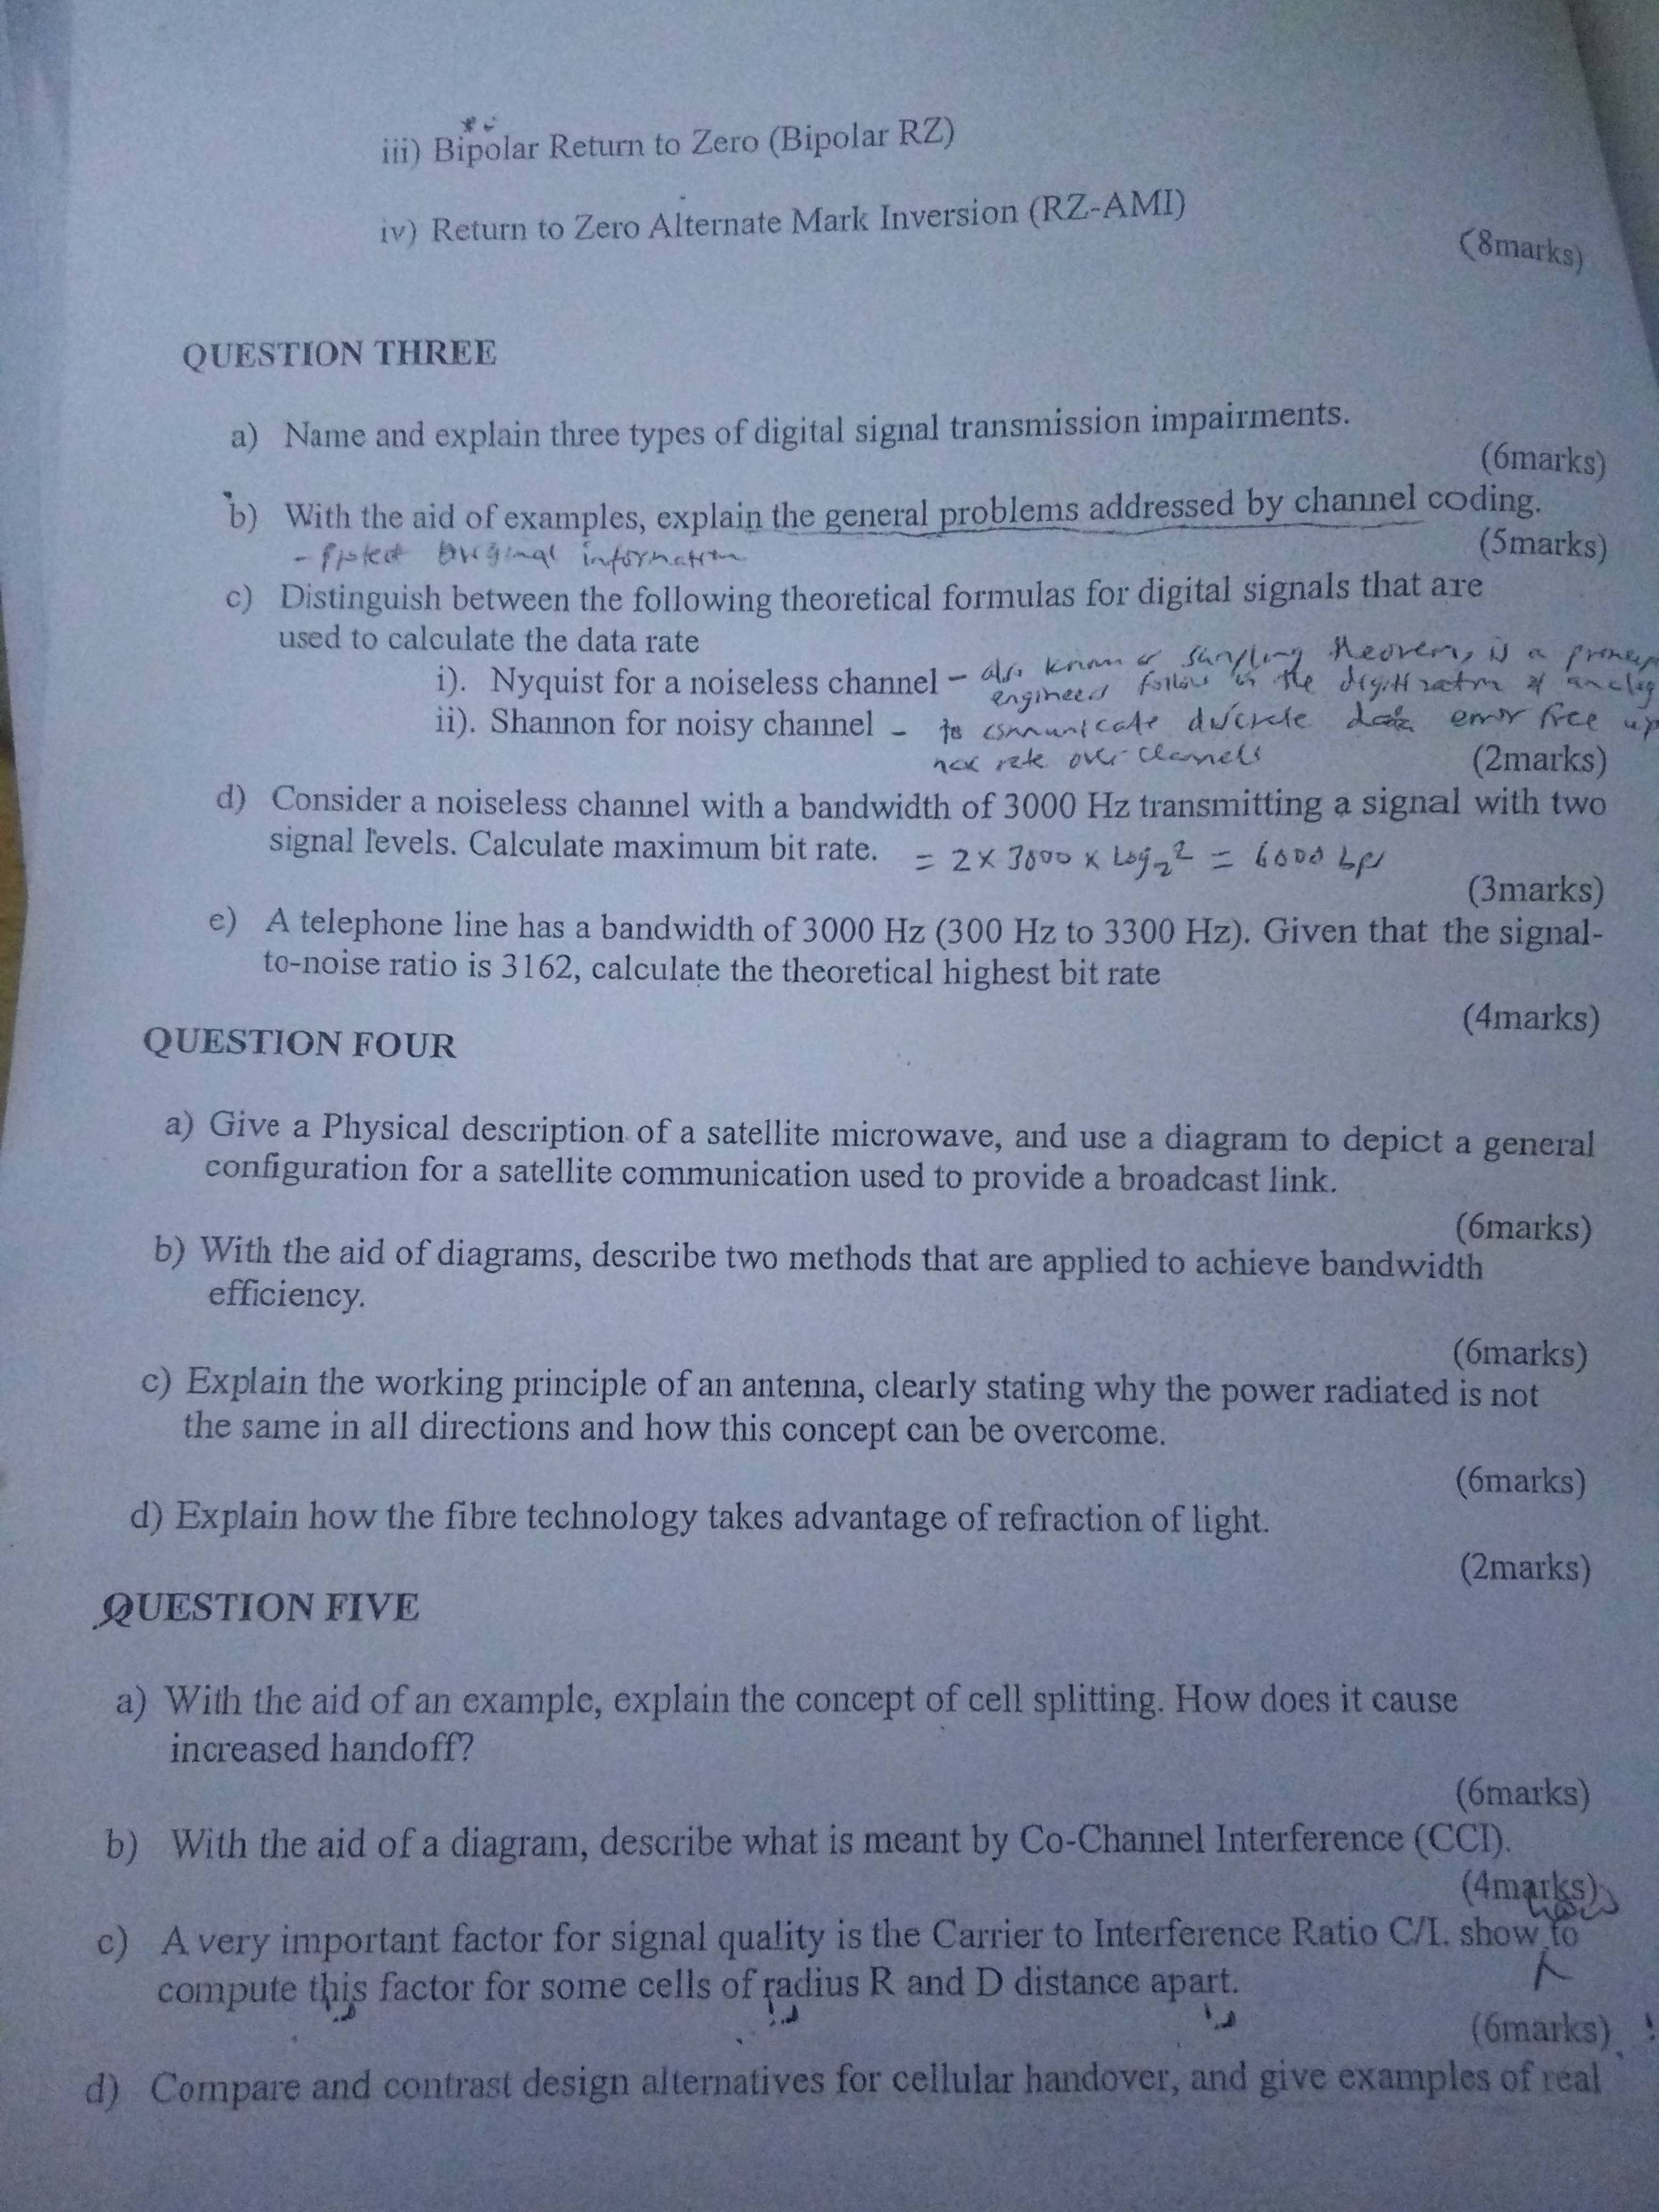 iii) Bipolar Return to Zero (Bipolar RZ)
iv) Return to Zero Alternate Mark Inversion (RZ-AMI)
(8marks)
QUESTION THREE
a) Name and explain three types of digital signal transmission impairments.
(6marks)
b) With the aid of examples, explain the general problems addressed by channel coding.
(5marks)
- Protect original information
c) Distinguish between the following theoretical formulas for digital signals that are
used to calculate the data rate
i). Nyquist for a noiseless channel - also known as sampling theorem, is a
engineers follow in the digitization of analog
ii). Shannon for noisy channel - to communicate discrete data error free up
max rate over channels
(2marks)
d) Consider a noiseless channel with a bandwidth of 3000 Hz transmitting a signal with two
signal levels. Calculate maximum bit rate. = 2 x 3000 x Log₂2 = 6000 bps
(3marks)
e) A telephone line has a bandwidth of 3000 Hz (300 Hz to 3300 Hz). Given that the signal-
to-noise ratio is 3162, calculate the theoretical highest bit rate
(4marks)
QUESTION FOUR
a) Give a Physical description of a satellite microwave, and use a diagram to depict a general
configuration for a satellite communication used to provide a broadcast link.
(6marks)
b) With the aid of diagrams, describe two methods that are applied to achieve bandwidth
efficiency.
(6marks)
c) Explain the working principle of an antenna, clearly stating why the power radiated is not
the same in all directions and how this concept can be overcome.
(6marks)
d) Explain how the fibre technology takes advantage of refraction of light.
(2marks)
QUESTION FIVE
a) With the aid of an example, explain the concept of cell splitting. How does it cause
increased handoff?
(6marks)
b) With the aid of a diagram, describe what is meant by Co-Channel Interference (CCI).
(4marks)
c) A very important factor for signal quality is the Carrier to Interference Ratio C/I. show to
compute this factor for some cells of radius R and D distance apart.
(6marks)
d) Compare and contrast design alternatives for cellular handover, and give examples of real